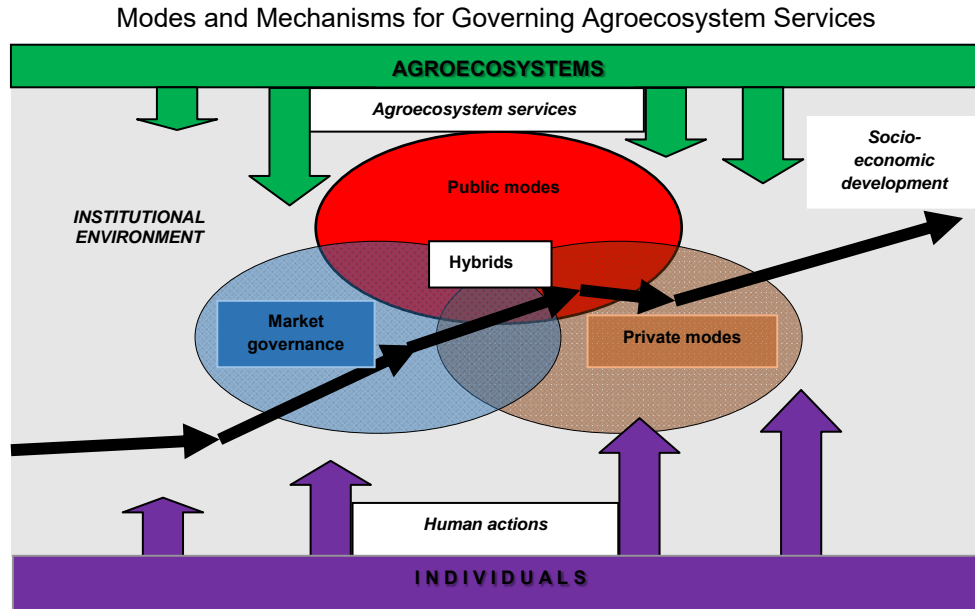 Modes and Mechanisms for Governing Agroecosystem Services
AGROECOSYSTEMS
Agroecosystem services
Socio-
economic
development
Public modes
INSTITUTIONAL
ENVIRONMENT
Hybrids
Market
governance
Private modes
Human actions
INDIVIDUALS